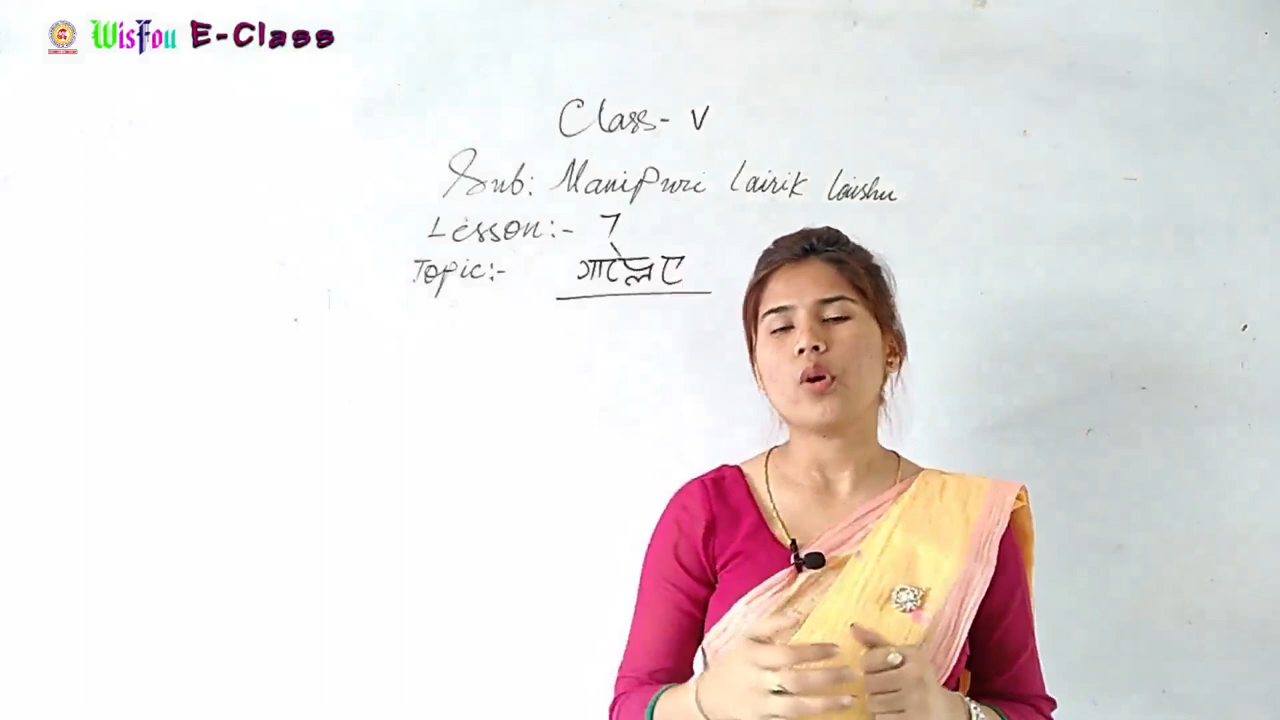 WisFou E-Class
Class- V
Sub: Manipuri Lairik Laishu
Lesson:- 7
Topic:-